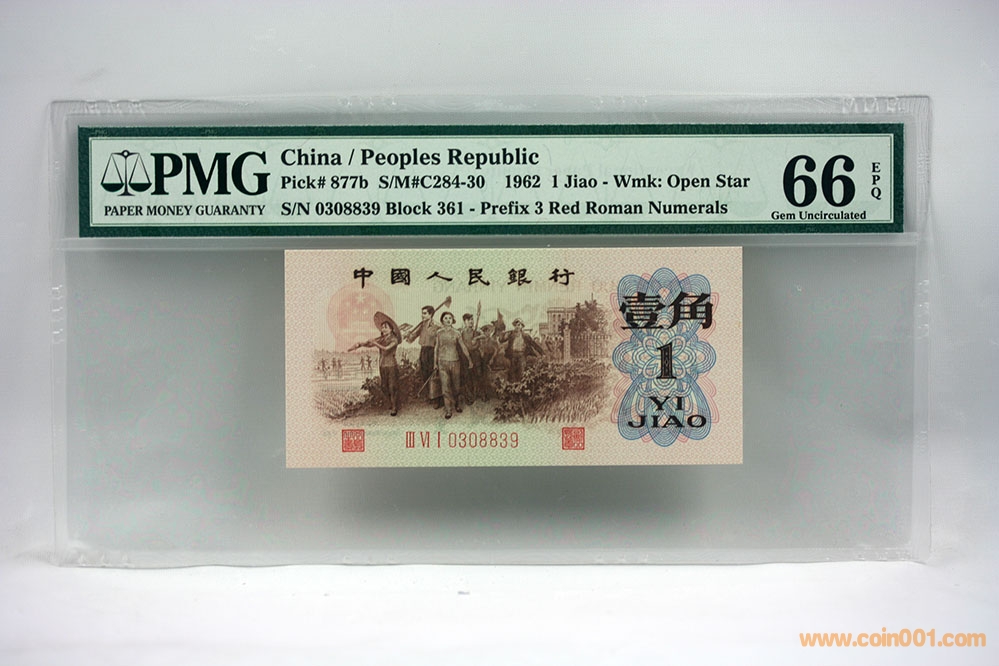 PMG
PAPER MONEY GUARANTY
China / Peoples Republic
Pick# 877b S/M#C284-30 1962 1 Jiao - Wmk: Open Star
S/N 0308839 Block 361 - Prefix 3 Red Roman Numerals
66
EPQ
Gem Uncirculated
中國人民銀行
壹角
1
YI
JIAO
III VI I 0308839
www.coin001.com